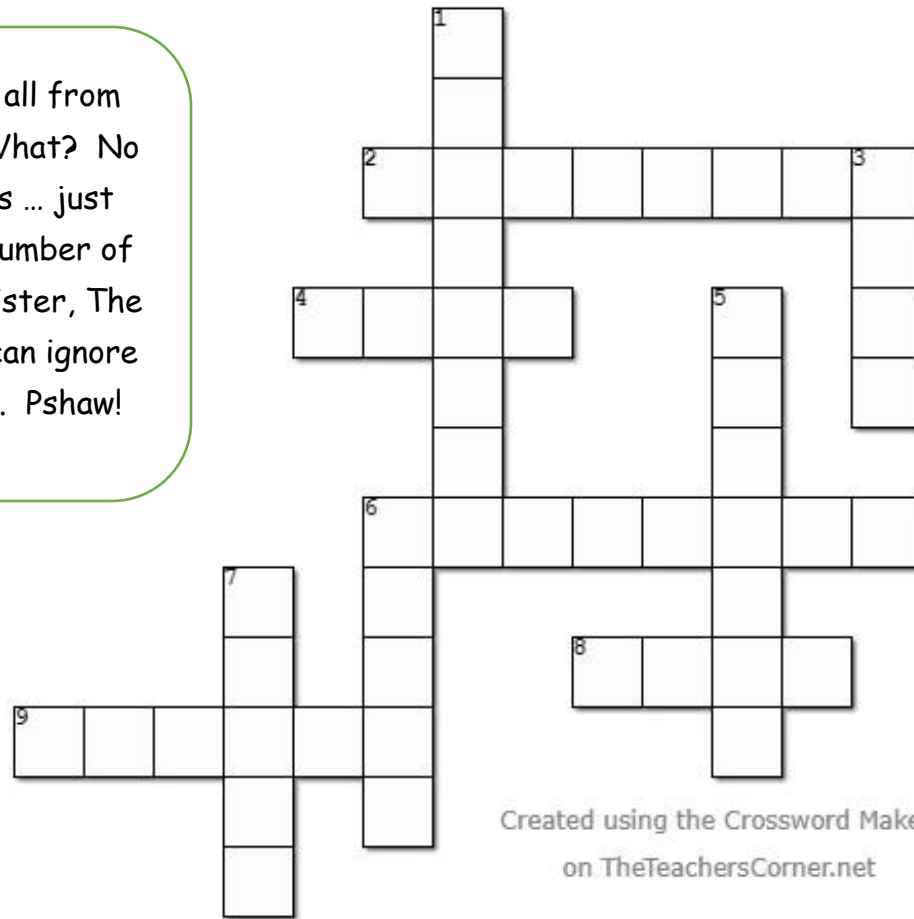 all from
What? No
s … just
umber of
ster, The
can ignore
. Pshaw!
1
2
3
4
5
6
7
8
9
Created using the Crossword Make
on TheTeachersCorner.net